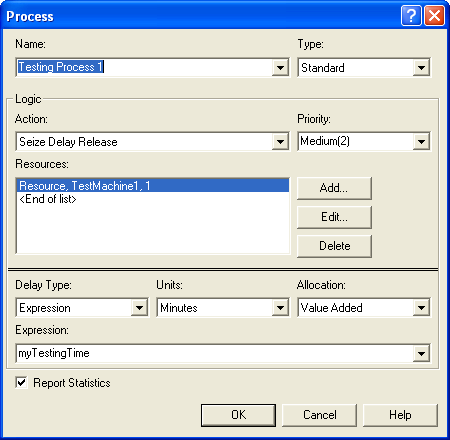 Process
Name: Type:
Testing Process 1 Standard
Logic
Action: Priority:
Seize Delay Release Medium(2)
Resources:
Resource, TestMachine1, 1
<End of list>
Add...
Edit...
Delete
Delay Type: Units: Allocation:
Expression Minutes Value Added
Expression:
myTestingTime
Report Statistics
OK Cancel Help